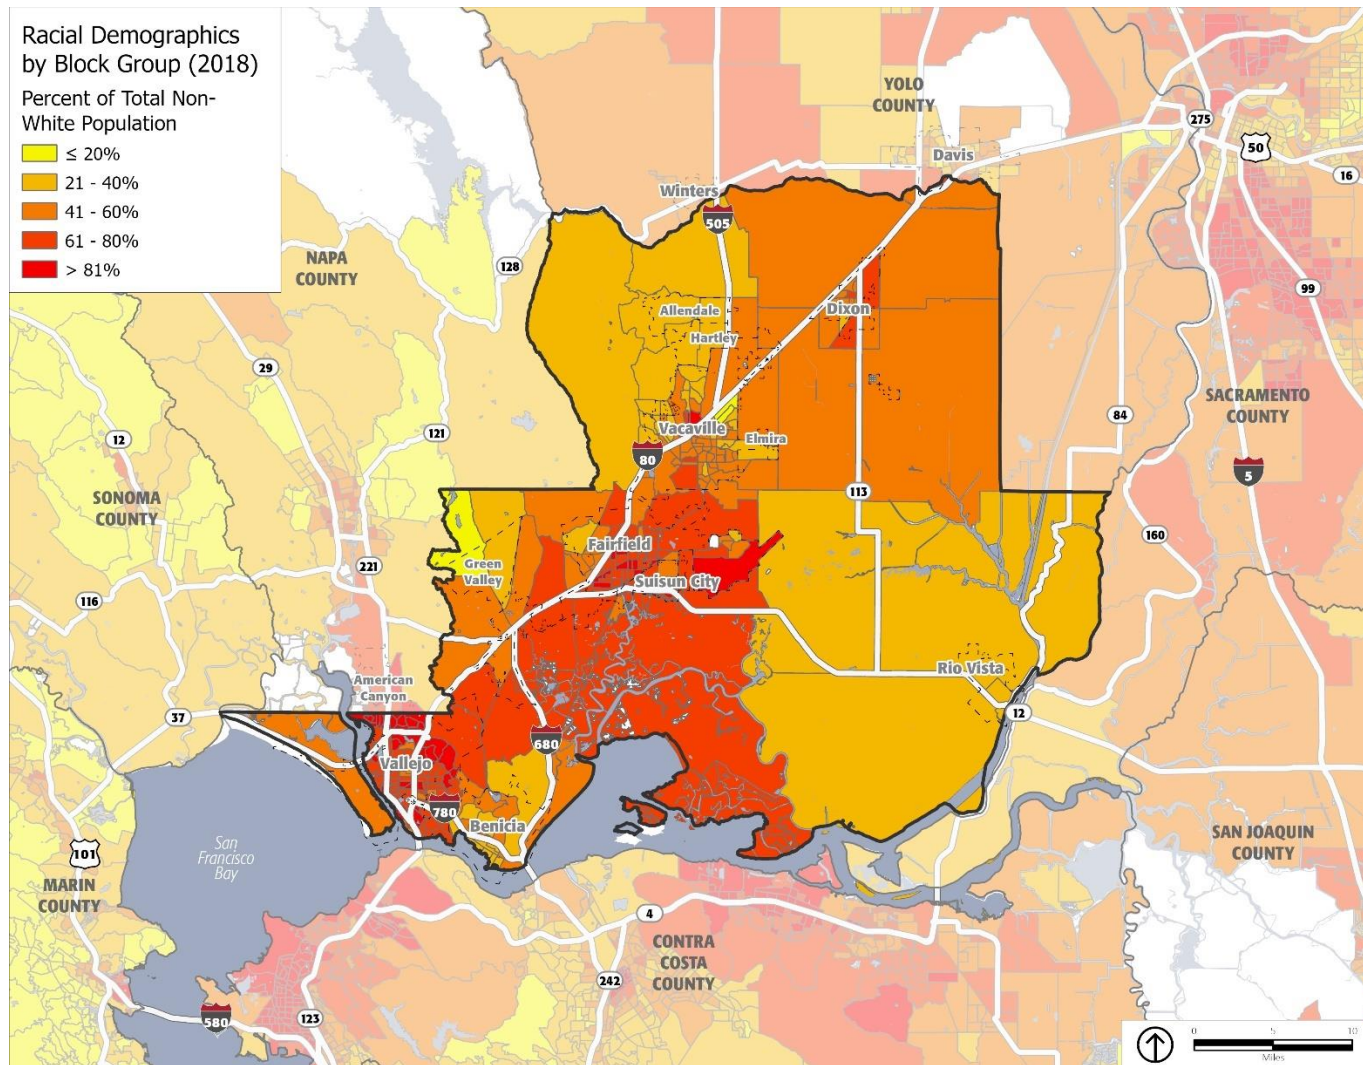 Racial Demographics
by Block Group (2018)
Percent of Total Non-
White Population
≤ 20%
21 - 40%
41 - 60%
61 - 80%
> 81%
YOLO
COUNTY
275
50
Davis
16
Winters
505
NAPA
COUNTY
128
99
Allendale
Dixon
Hartley
29
SACRAMENTO
COUNTY
84
12
121
Vacaville
Elmira
80
5
SONOMA
COUNTY
113
160
Fairfield
221
Green
Valley
Suisun City
116
Rio Vista
American
Canyon
37
12
680
Vallejo
780
Benicia
San
Francisco
Bay
101
MARIN
COUNTY
SAN JOAQUIN
COUNTY
4
CONTRA
COSTA
COUNTY
242
580
123
0
5
10
Miles